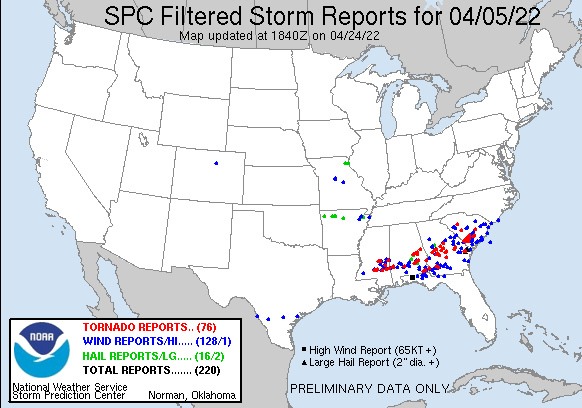 SPC Filtered Storm Reports for 04/05/22
Map updated at 1840Z on 04/24/22
NOAA
TORNADO REPORTS.. (76)
WIND REPORTS/HI..... (128/1)
HAIL REPORTS/LG..... (16/2)
TOTAL REPORTS....... (220)
National Weather Service
Storm Prediction Center Norman, Oklahoma
High Wind Report (65KT +)
Large Hail Report (2" dia. +)
PRELIMINARY DATA ONLY